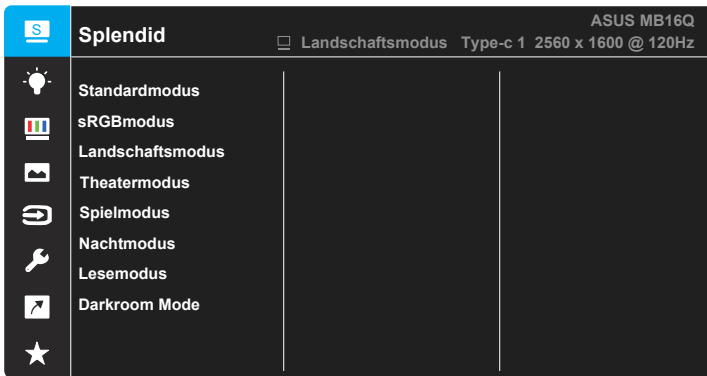 S
Splendid
ASUS MB16Q
Landschaftsmodus Type-c 1 2560 x 1600 @ 120Hz
Standardmodus
sRGBmodus
Landschaftsmodus
Theatermodus
Spielmodus
Nachtmodus
Lesemodus
Darkroom Mode